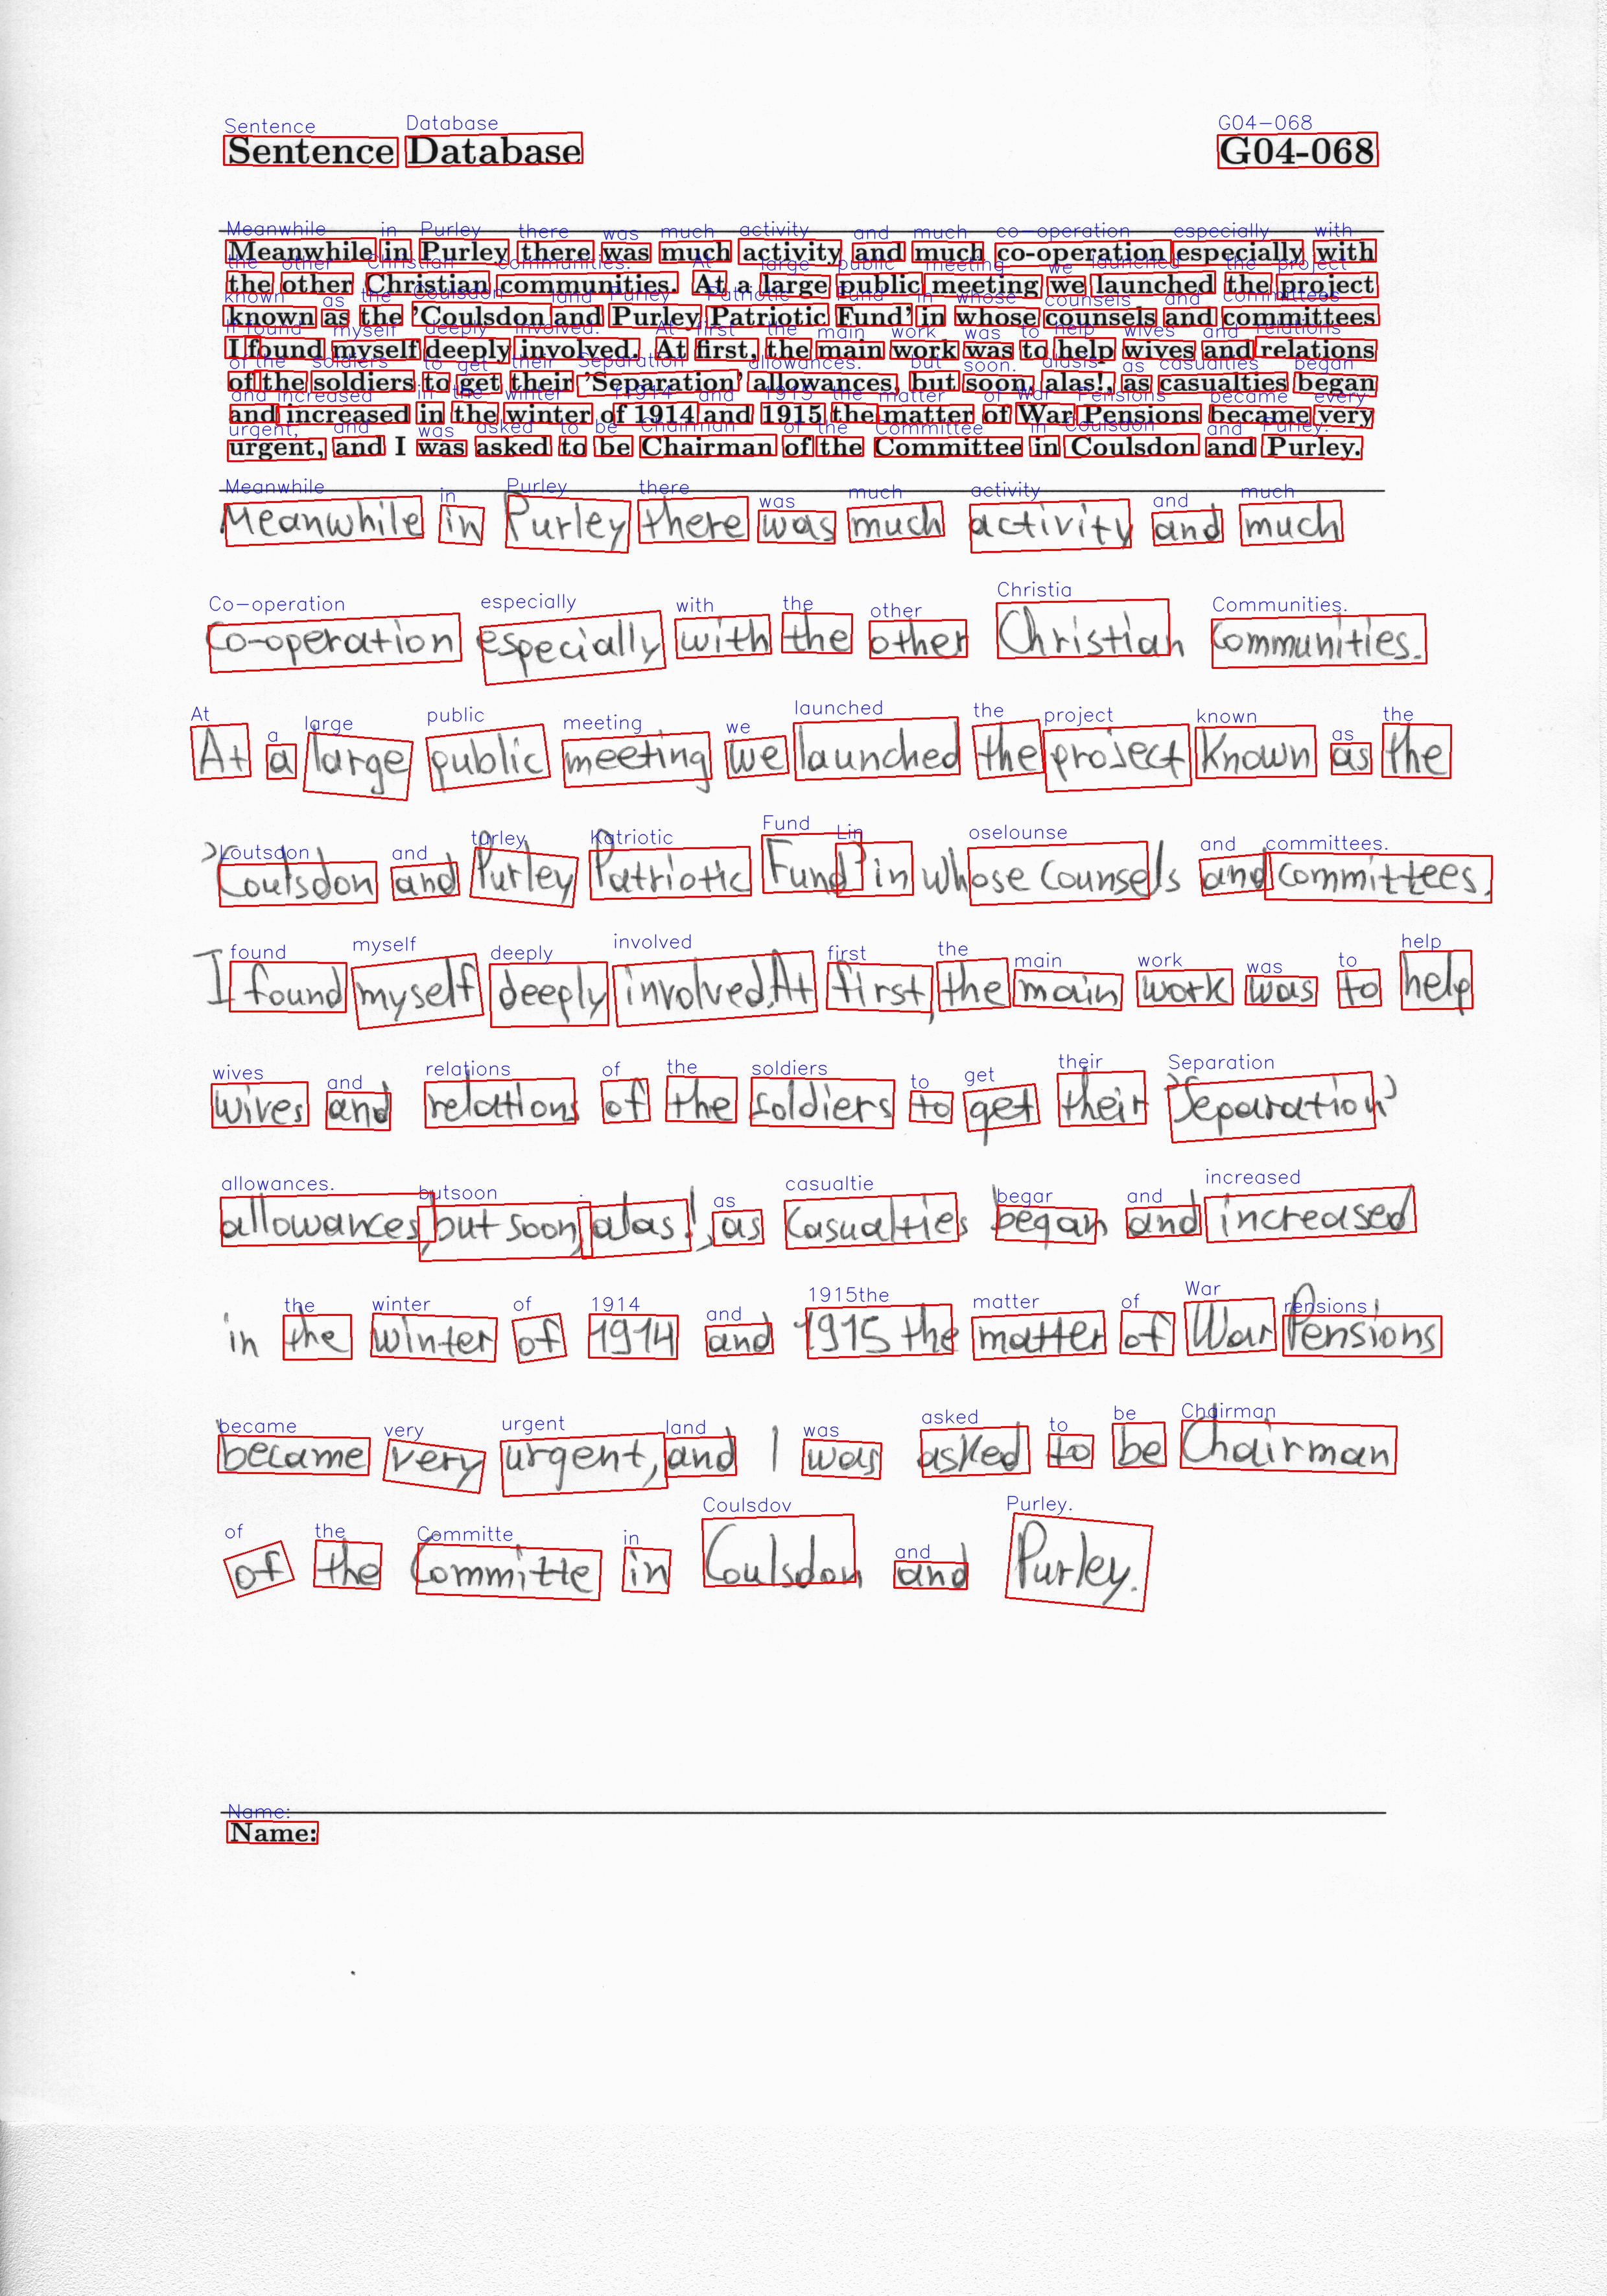 Sentence Database G04-068
Meanwhile in Purley there was much activity and much co-operation especially with
the other Christian communities. At a large public meeting we launched the project
known as the 'Coulsdon and Purley Patriotic Fund' in whose counsels and committees
I found myself deeply involved. At first, the main work was to help wives and relations
of the soldiers to get their 'Separation' allowances, but soon, alas!, as casualties began
and increased in the winter of 1914 and 1915 the matter of War Pensions became very
urgent, and I was asked to be Chairman of the Committee in Coulsdon and Purley.
Meanwhile in Purley there was much activity and much
Co-operation especially with the other Christian Communities.
At a large public meeting we launched the project known as the
'Coulsdon and Purley Patriotic Fund' in whose counsels and committees.
I found myself deeply involved. At first, the main work was to help
wives and relations of the soldiers to get their 'Separation'
allowances, but soon, alas!, as casualties began and increased
in the winter of 1914 and 1915 the matter of War Pensions
became very urgent, and I was asked to be Chairman
of the Committe in Coulsdon and Purley.
Name: